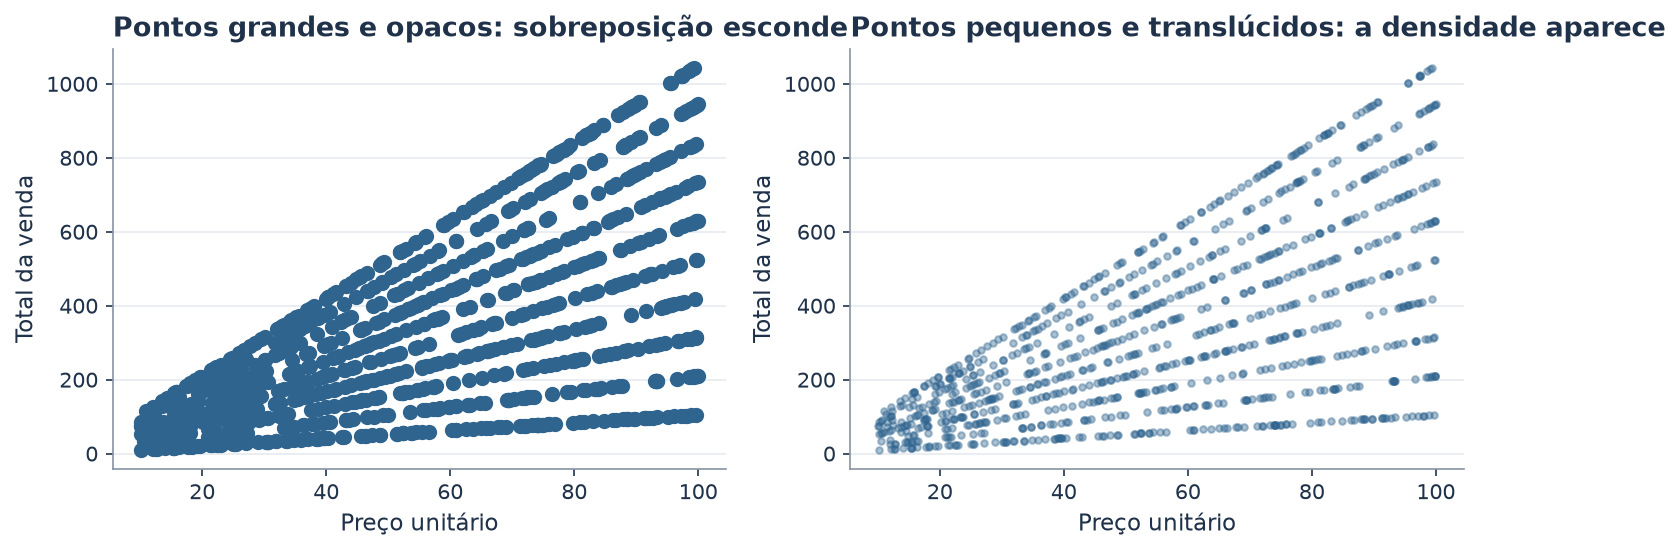 Pontos grandes e opacos: sobreposição esconde
Total da venda
1000
800
600
400
200
0
20 40 60 80 100
Preço unitário
Pontos pequenos e translúcidos: a densidade aparece
Total da venda
1000
800
600
400
200
0
20 40 60 80 100
Preço unitário